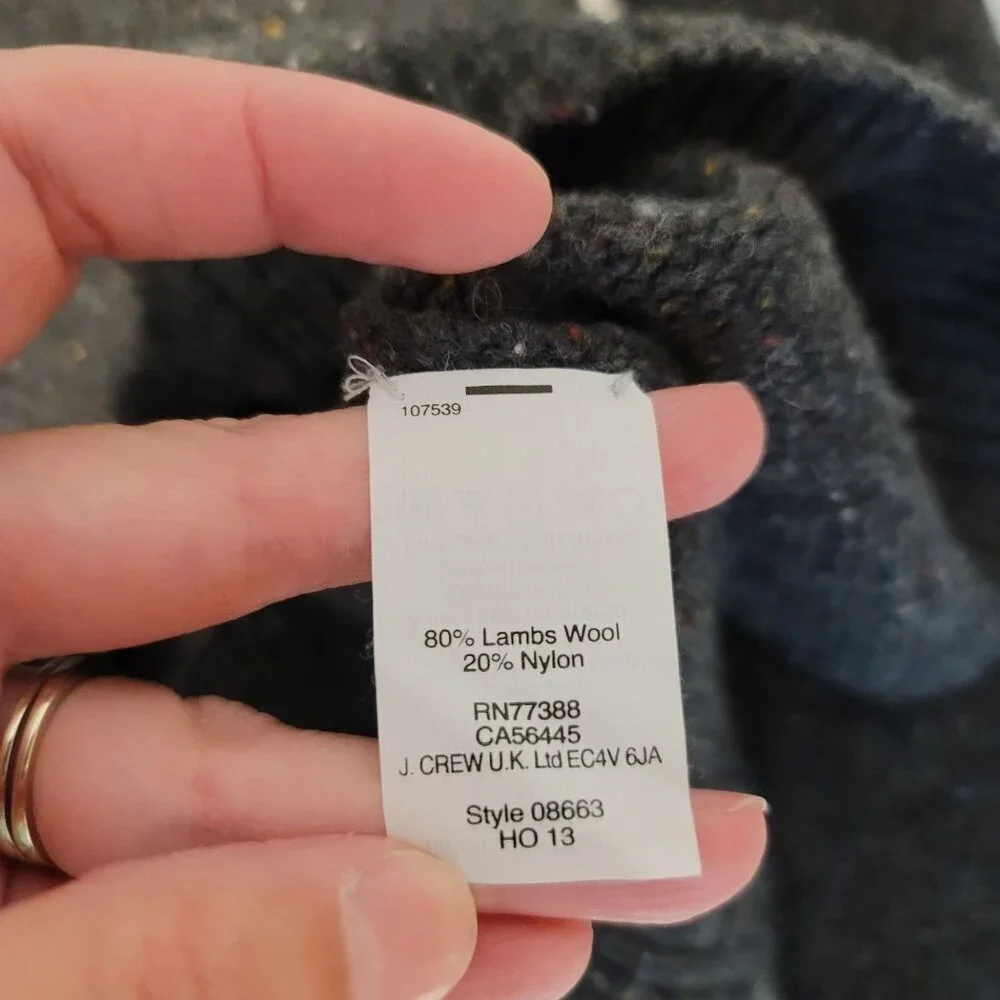 107539
80% Lambs Wool
20% Nylon
RN77388
CA56445
J. CREW U.K. Ltd EC4V 6JA
Style 08663
HO 13